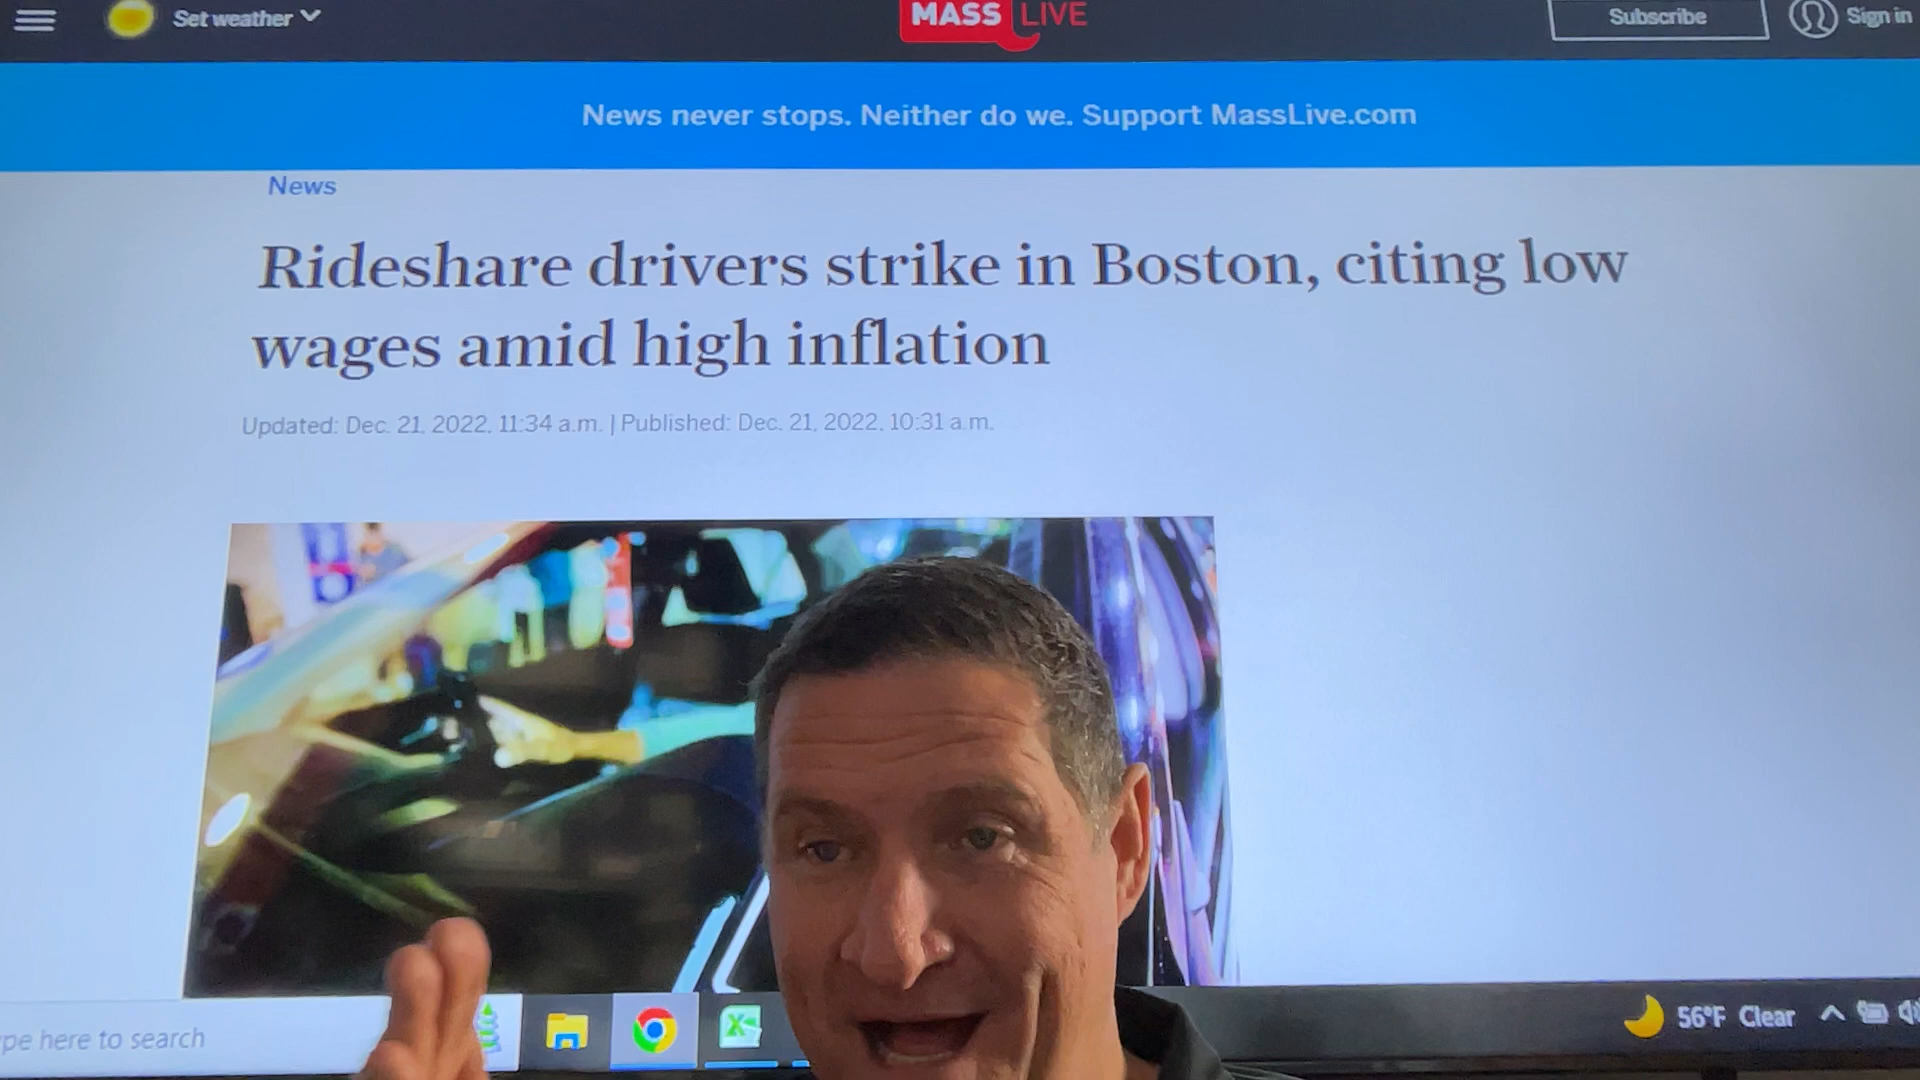 Set weather
MASS LIVE
Subscribe
Sign in
News never stops. Neither do we. Support MassLive.com
News
Rideshare drivers strike in Boston, citing low
wages amid high inflation
Updated: Dec. 21, 2022, 11:34 a.m. | Published: Dec. 21, 2022, 10:31 a.m.
pe here to search
56°F Clear